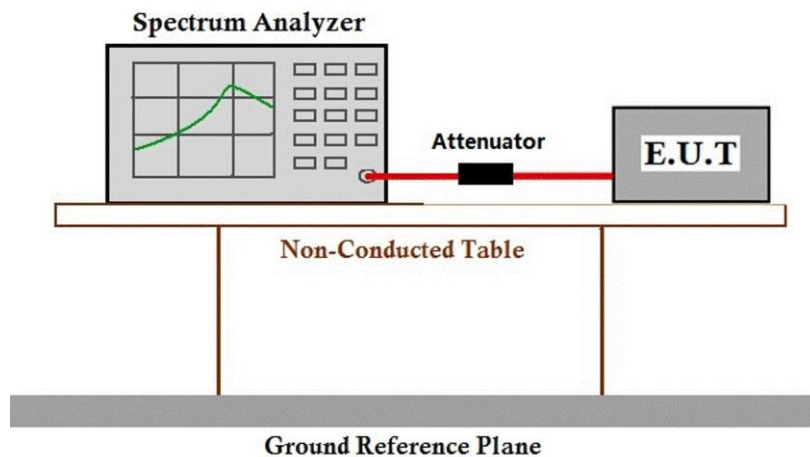 Spectrum Analyzer
Attenuator
E.U.T
Non-Conducted Table
Ground Reference Plane